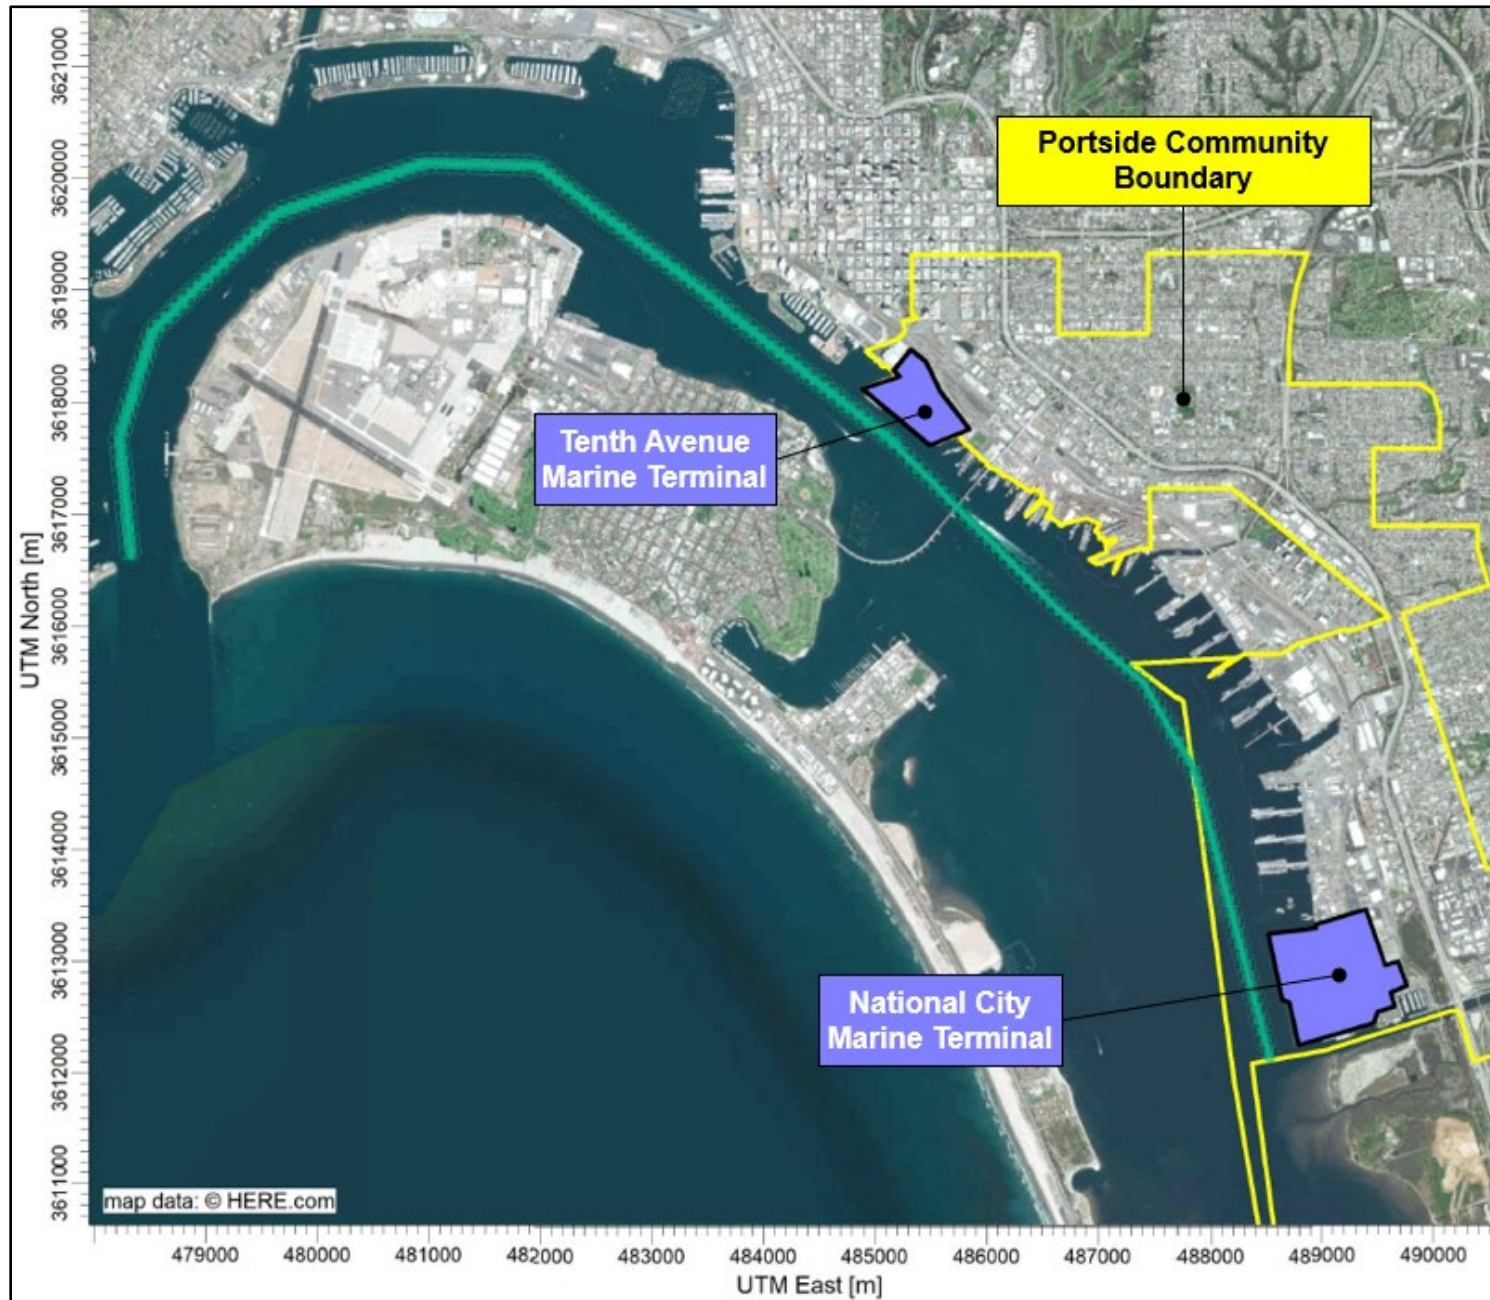 Portside Community
Boundary
Tenth Avenue
Marine Terminal
National City
Marine Terminal
map data: © HERE.com
UTM North [m]
3621000
3620000
3619000
3618000
3617000
3616000
3615000
3614000
3613000
3612000
3611000
479000 480000 481000 482000 483000 484000 485000 486000 487000 488000 489000 490000
UTM East [m]